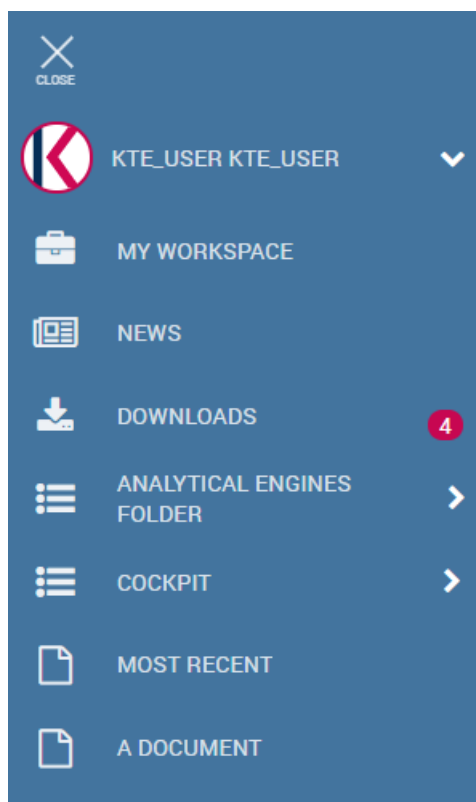 CLOSE
KTE_USER KTE_USER
MY WORKSPACE
NEWS
DOWNLOADS
4
ANALYTICAL ENGINES
FOLDER
COCKPIT
MOST RECENT
A DOCUMENT